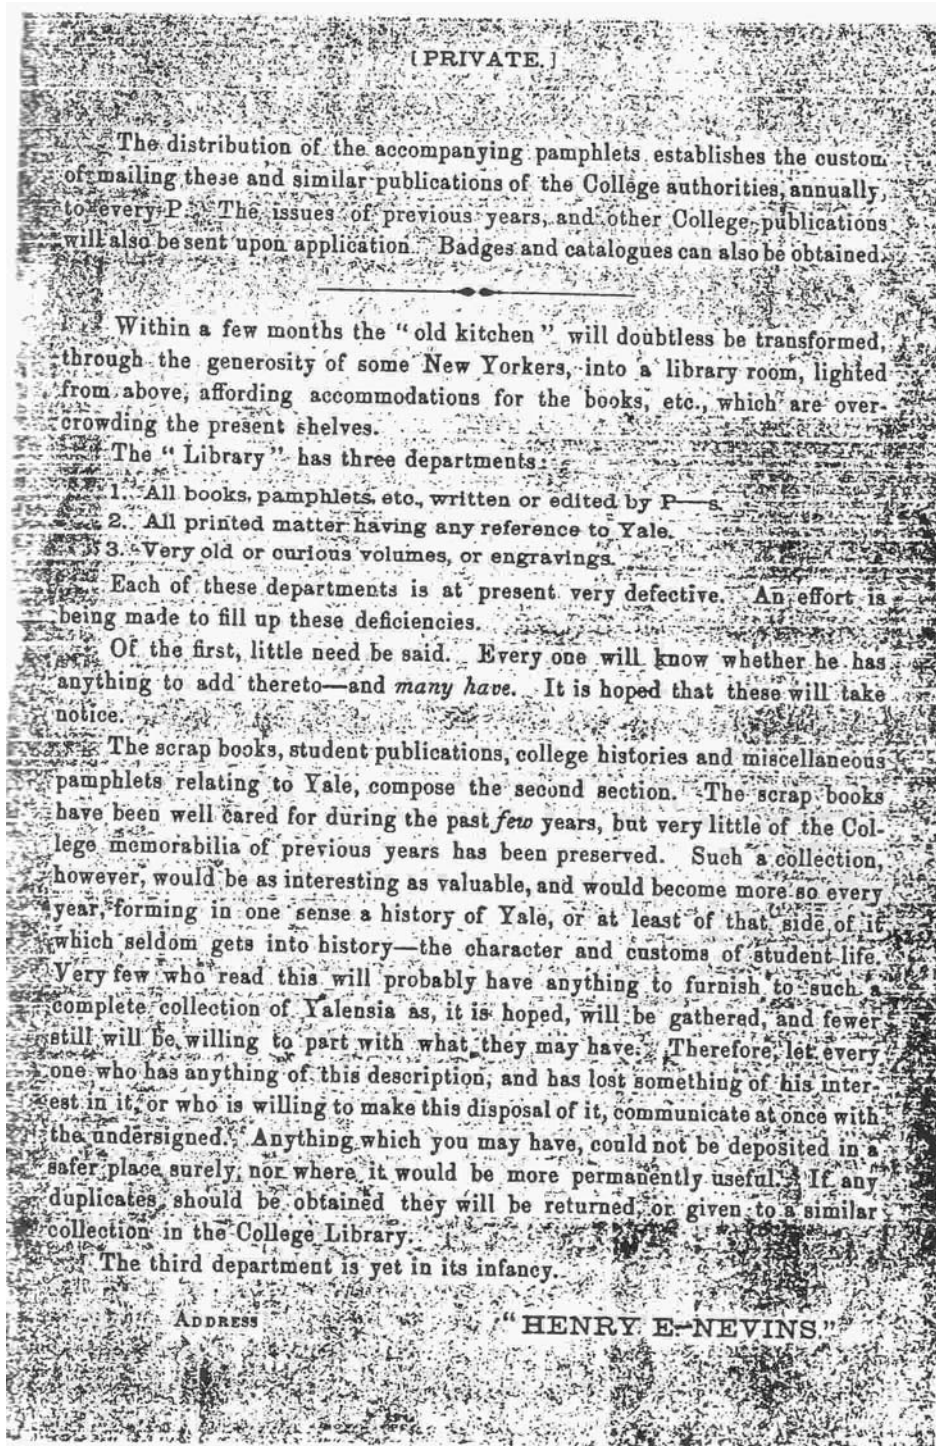 [PRIVATE.]
The distribution of the accompanying pamphlets establishes the custom
of mailing these and similar publications of the College authorities, annually,
to every P. The issues of previous years, and other College publications
will also be sent upon application. Badges and catalogues can also be obtained.
Within a few months the "old kitchen" will doubtless be transformed,
through the generosity of some New Yorkers, into a library room, lighted
from above, affording accommodations for the books, etc., which are over-
crowding the present shelves.
The "Library" has three departments:
1. All books, pamphlets, etc., written or edited by P—s.
2. All printed matter having any reference to Yale.
3. Very old or curious volumes, or engravings.
Each of these departments is at present very defective. An effort is
being made to fill up these deficiencies.
Of the first, little need be said. Every one will know whether he has
anything to add thereto—and many have. It is hoped that these will take
notice.
The scrap books, student publications, college histories and miscellaneous
pamphlets relating to Yale, compose the second section. The scrap books
have been well cared for during the past few years, but very little of the Col-
lege memorabilia of previous years has been preserved. Such a collection,
however, would be as interesting as valuable, and would become more so every
year, forming in one sense a history of Yale, or at least of that side of it
which seldom gets into history—the character and customs of student life.
Very few who read this will probably have anything to furnish to such a
complete collection of Yalensia as, it is hoped, will be gathered, and fewer
still will be willing to part with what they may have. Therefore, let every
one who has anything of this description, and has lost something of his inter-
est in it, or who is willing to make this disposal of it, communicate at once with
the undersigned. Anything which you may have, could not be deposited in a
safer place surely, nor where it would be more permanently useful. If any
duplicates should be obtained they will be returned, or given to a similar
collection in the College Library.
The third department is yet in its infancy.
ADDRESS "HENRY E. NEVINS."